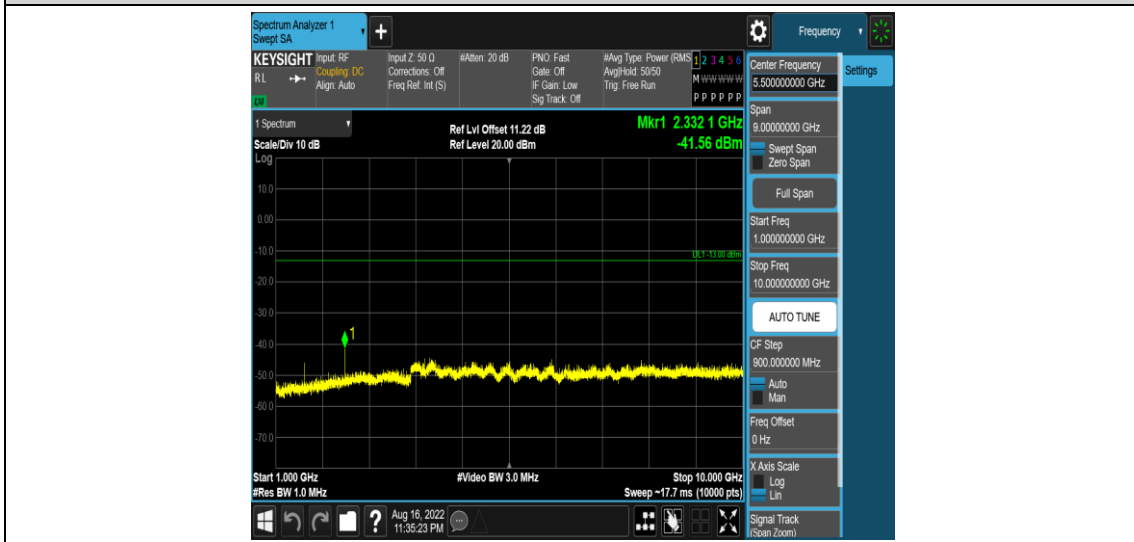 Spectrum Analyzer 1
Swept SA
+
Frequency
KEYSIGHT
RL
Input: RF
Coupling: DC
Align: Auto
Input Z: 50 Ω
Corrections: Off
Freq Ref: Int (S)
#Atten: 20 dB
PNO: Fast
Gate: Off
IF Gain: Low
Sig Track: Off
#Avg Type: Power (RMS
Avg|Hold: 50/50
Trig: Free Run
1 2 3 4 5 6
M W W W W W
P P P P P P
1 Spectrum
Scale/Div 10 dB
Log
Ref Lvl Offset 11.22 dB
Ref Level 20.00 dBm
Mkr1 2.332 1 GHz
-41.56 dBm
10.0
0.00
-10.0
-20.0
-30.0
-40.0
-50.0
-60.0
-70.0
DL1 -13.00 dBm
1
Start 1.000 GHz
#Res BW 1.0 MHz
#Video BW 3.0 MHz
Stop 10.000 GHz
Sweep ~17.7 ms (10000 pts)
?
Aug 16, 2022
11:35:23 PM
Center Frequency
5.500000000 GHz
Settings
Span
9.00000000 GHz
Swept Span
Zero Span
Full Span
Start Freq
1.000000000 GHz
Stop Freq
10.000000000 GHz
AUTO TUNE
CF Step
900.000000 MHz
Auto
Man
Freq Offset
0 Hz
X Axis Scale
Log
Lin
Signal Track
(Span Zoom)